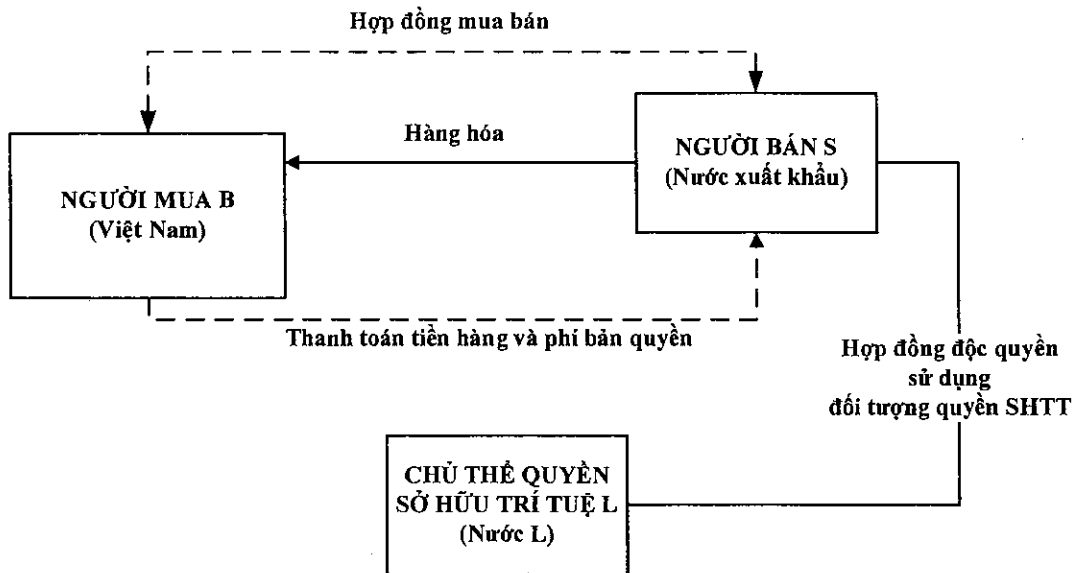 Hợp đồng mua bán
NGƯỜI BÁN S
(Nước xuất khẩu)
Hàng hóa
NGƯỜI MUA B
(Việt Nam)
Thanh toán tiền hàng và phí bản quyền
Hợp đồng độc quyền
sử dụng
đối tượng quyền SHTT
CHỦ THỂ QUYỀN
SỞ HỮU TRÍ TUỆ L
(Nước L)